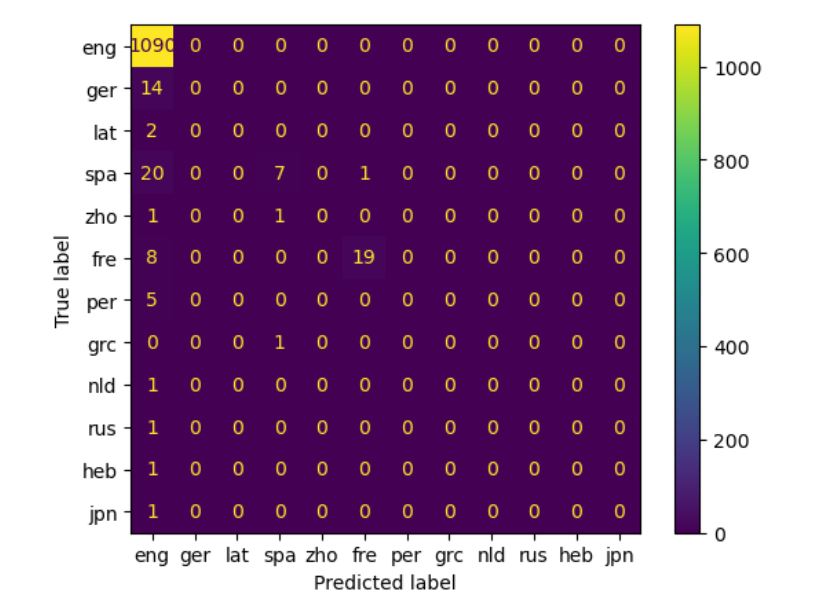 eng 1090 0 0 0 0 0 0 0 0 0 0 0
ger 14 0 0 0 0 0 0 0 0 0 0 0
lat 2 0 0 0 0 0 0 0 0 0 0 0
spa 20 0 0 7 0 1 0 0 0 0 0 0
zho 1 0 0 1 0 0 0 0 0 0 0 0
fre 8 0 0 0 0 19 0 0 0 0 0 0
per 5 0 0 0 0 0 0 0 0 0 0 0
grc 0 0 0 1 0 0 0 0 0 0 0 0
nld 1 0 0 0 0 0 0 0 0 0 0 0
rus 1 0 0 0 0 0 0 0 0 0 0 0
heb 1 0 0 0 0 0 0 0 0 0 0 0
jpn 1 0 0 0 0 0 0 0 0 0 0 0
eng ger lat spa zho fre per grc nld rus heb jpn
Predicted label
True label
1000
800
600
400
200
0